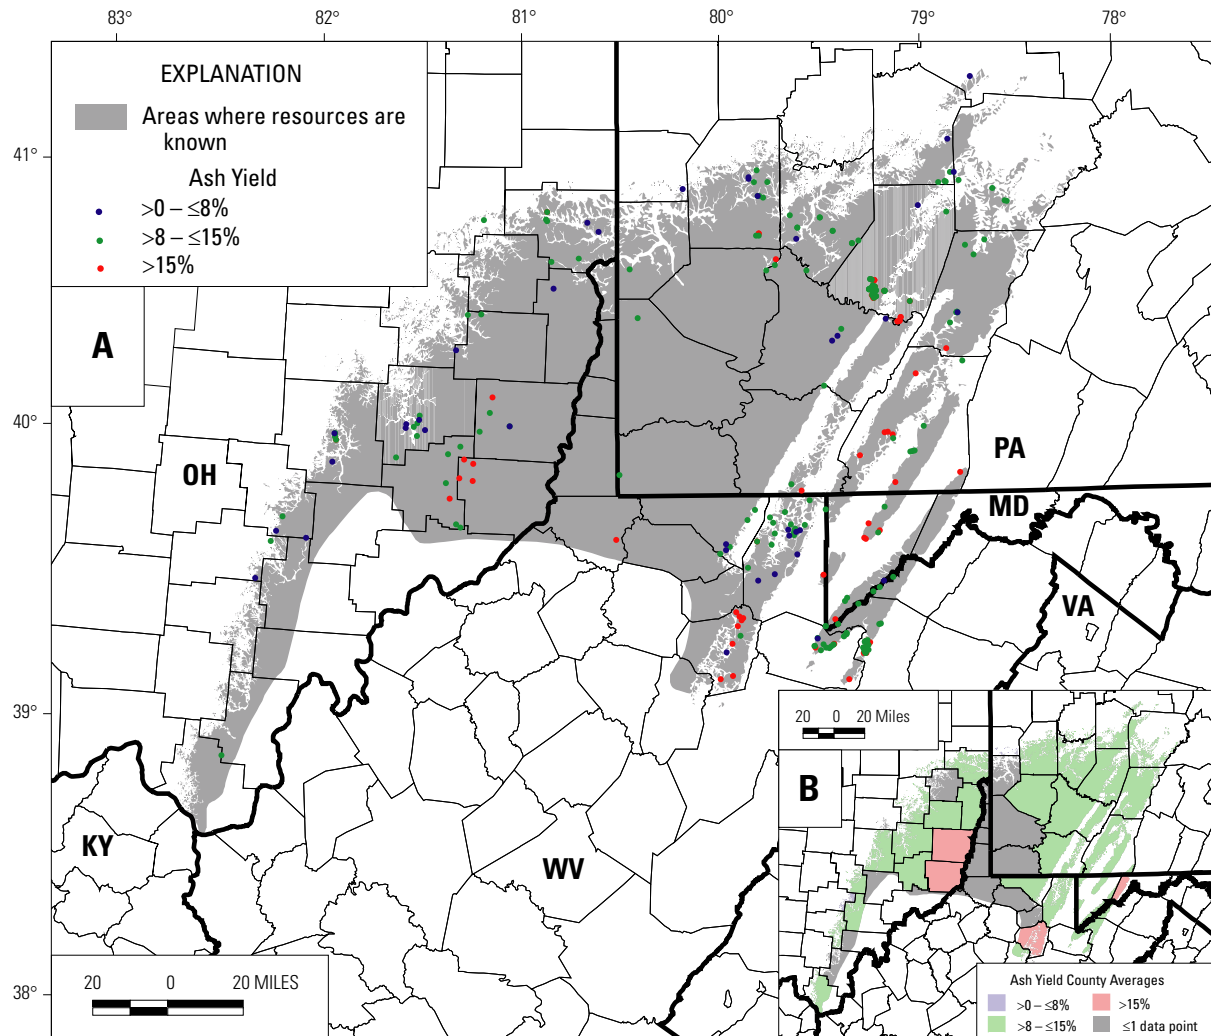 83° 82° 81° 80° 79° 78°
EXPLANATION
Areas where resources are
known
Ash Yield
>0 – ≤8%
>8 – ≤15%
>15%
41°
A
40°
OH
PA
MD
VA
39°
20 0 20 Miles
B
KY
WV
20 0 20 MILES
38°
Ash Yield County Averages
>0 – ≤8%
>15%
>8 – ≤15%
≤1 data point